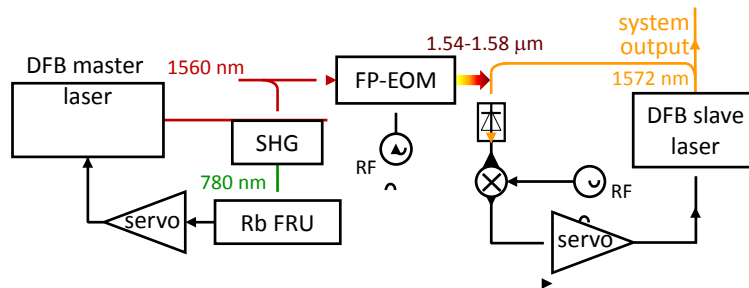 system
output
1.54-1.58 μm
DFB master
laser
1560 nm
FP-EOM
1572 nm
DFB slave
laser
SHG
RF
780 nm
RF
servo
Rb FRU
servo